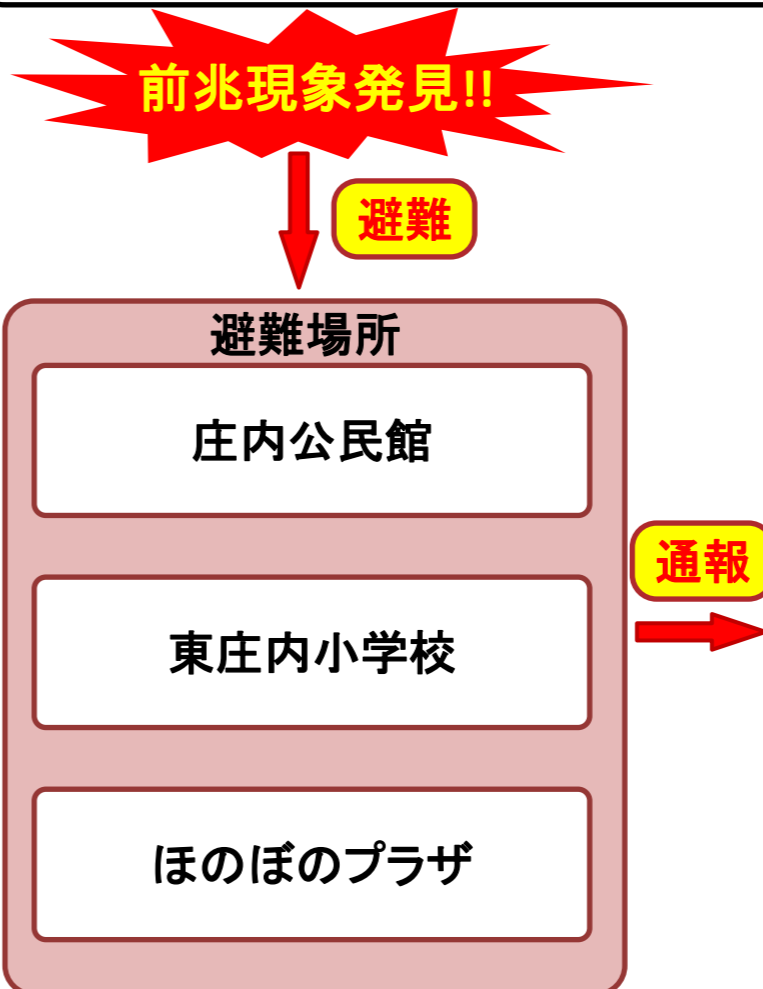 前兆現象発見!!
避難
避難場所
庄内公民館
東庄内小学校
ほのぼのプラザ
通報